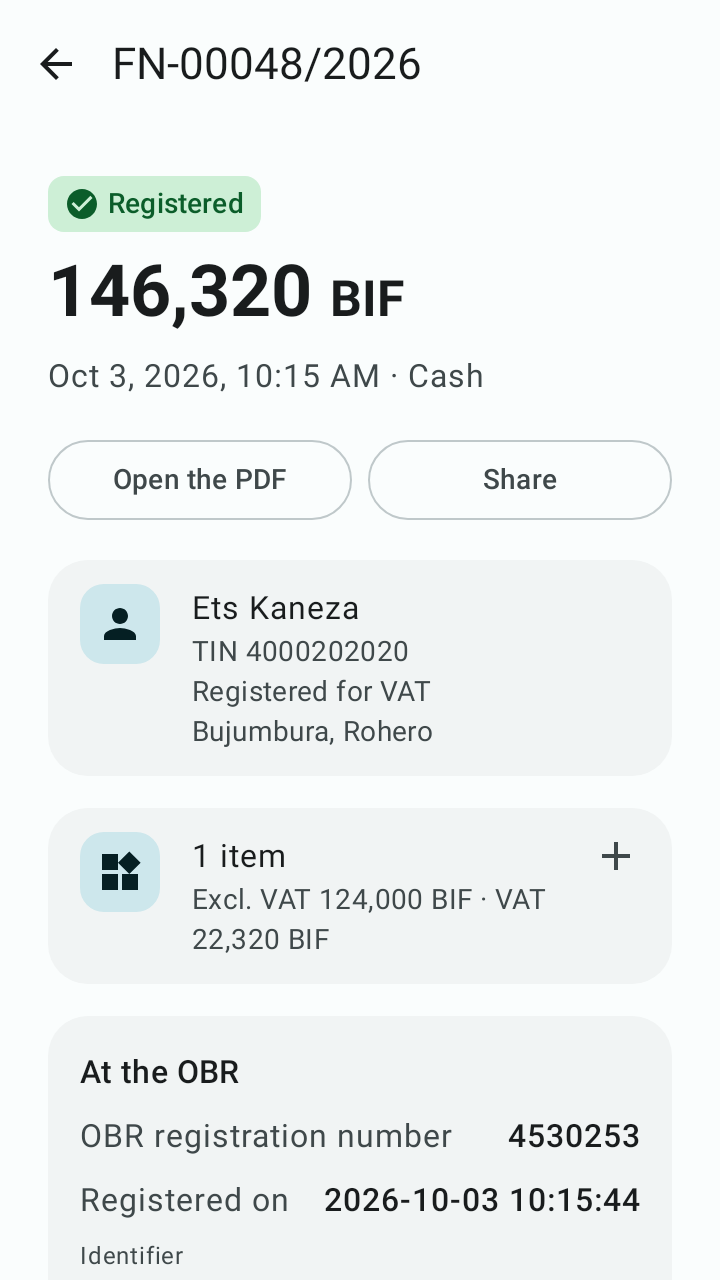 FN-00048/2026
Registered
146,320 BIF
Oct 3, 2026, 10:15 AM · Cash
Open the PDF
Share
Ets Kaneza
TIN 4000202020
Registered for VAT
Bujumbura, Rohero
1 item
Excl. VAT 124,000 BIF · VAT
22,320 BIF
At the OBR
OBR registration number 4530253
Registered on 2026-10-03 10:15:44
Identifier